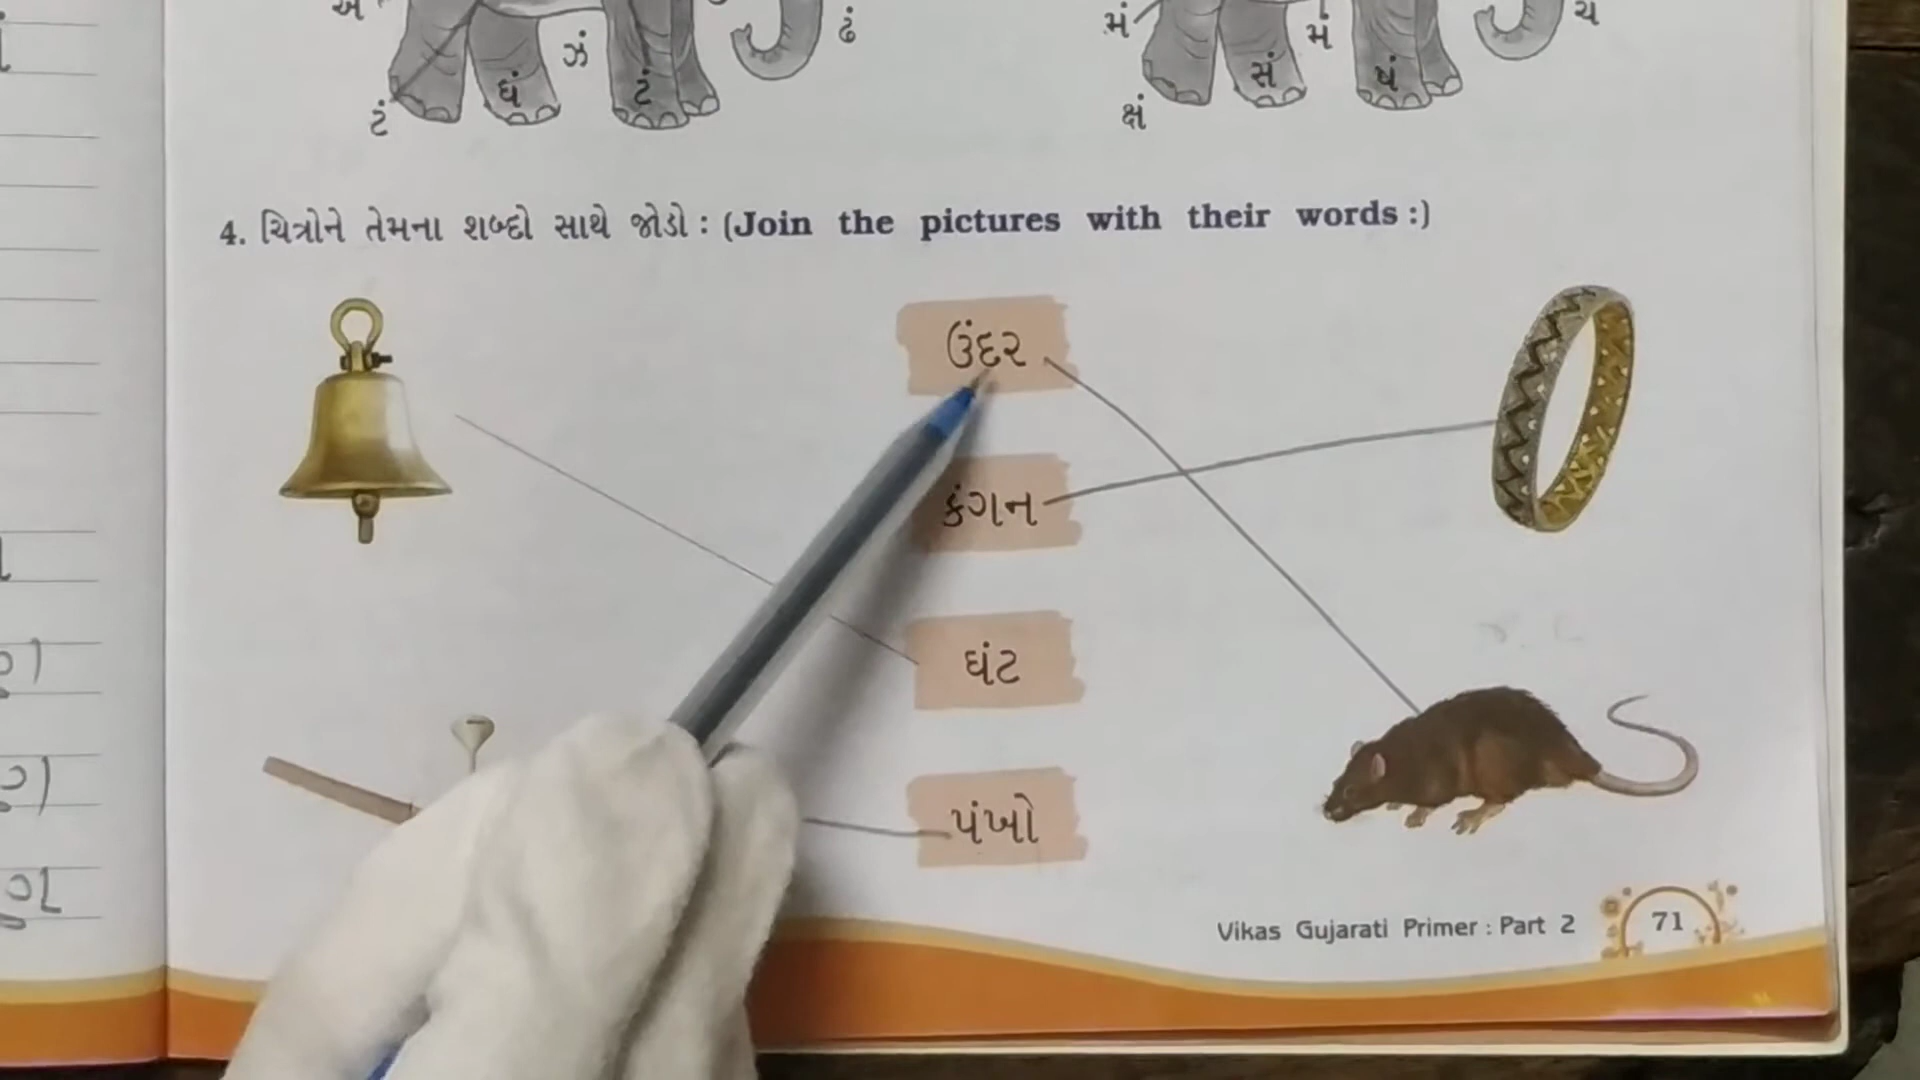 ઝં
ઢં
ટં
ઘં
ટં
મં
મં
સં
ષં
ક્ષં
4. ચિત્રોને તેમના શબ્દો સાથે જોડો : (Join the pictures with their words :)
ઉંદર
કંગન
ઘંટ
પંખો
Vikas Gujarati Primer : Part 2
71